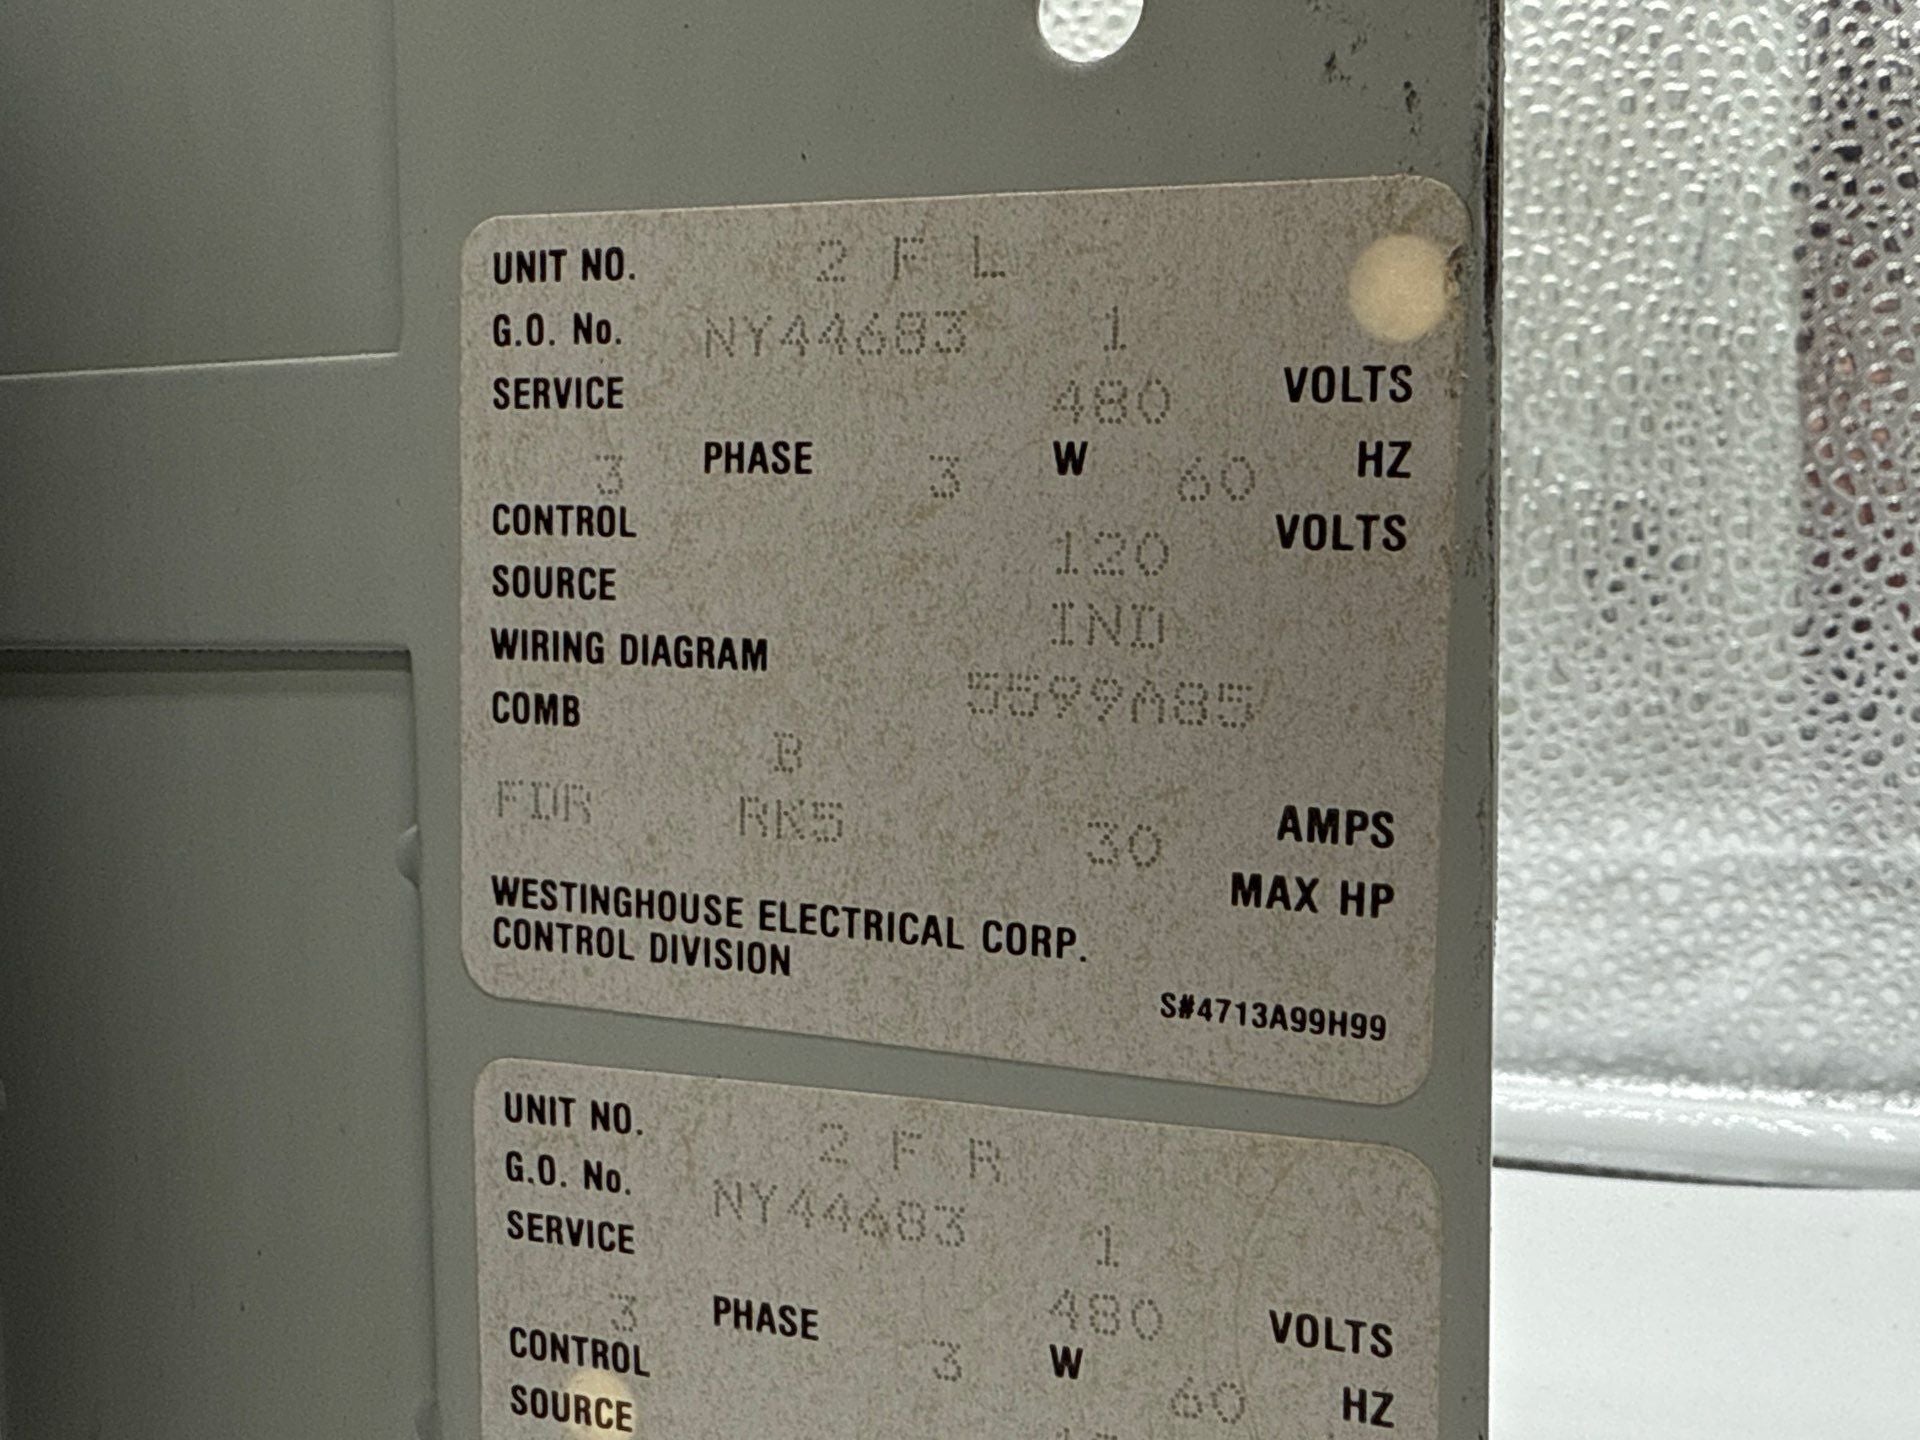 UNIT NO. 2 F L
G.O. No. NY44683 1
SERVICE 480 VOLTS
3 PHASE 3 W 60 HZ
CONTROL 120 VOLTS
SOURCE IND
WIRING DIAGRAM 5599A85
COMB B
FDR RK5 30 AMPS
MAX HP
WESTINGHOUSE ELECTRICAL CORP.
CONTROL DIVISION
S#4713A99H99
UNIT NO. 2 F R
G.O. No. NY44683 1
SERVICE 480 VOLTS
3 PHASE 3 W 60 HZ
CONTROL
SOURCE